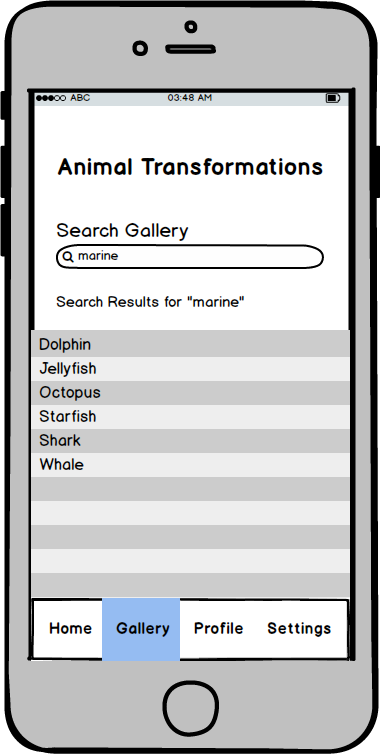 ABC 03:48 AM
Animal Transformations
Search Gallery
marine
Search Results for "marine"
Dolphin
Jellyfish
Octopus
Starfish
Shark
Whale
Home Gallery Profile Settings